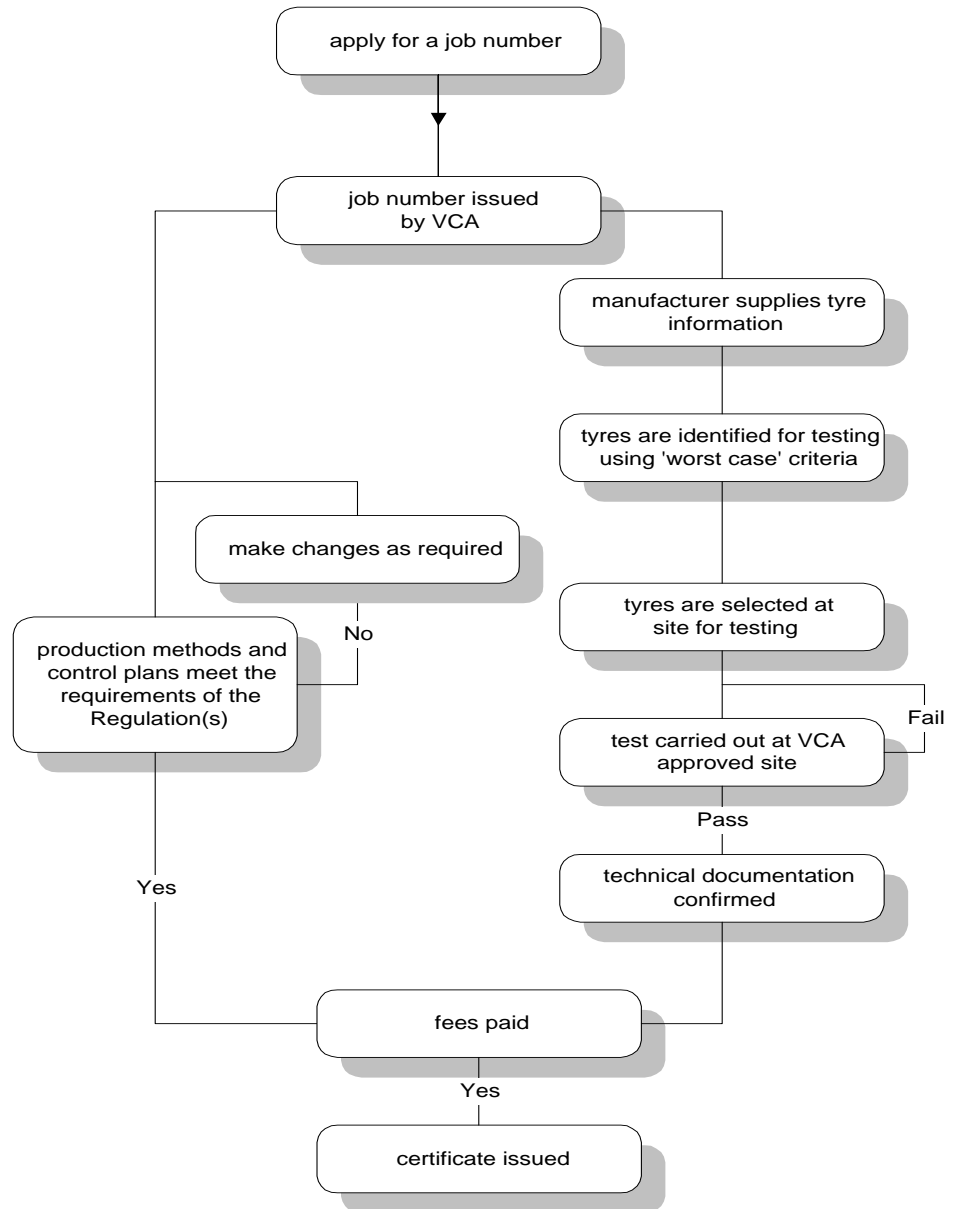 apply for a job number
job number issued
by VCA
manufacturer supplies tyre
information
tyres are identified for testing
using 'worst case' criteria
make changes as required
tyres are selected at
site for testing
No
production methods and
control plans meet the
requirements of the
Regulation(s)
Fail
test carried out at VCA
approved site
Pass
technical documentation
confirmed
Yes
fees paid
Yes
certificate issued